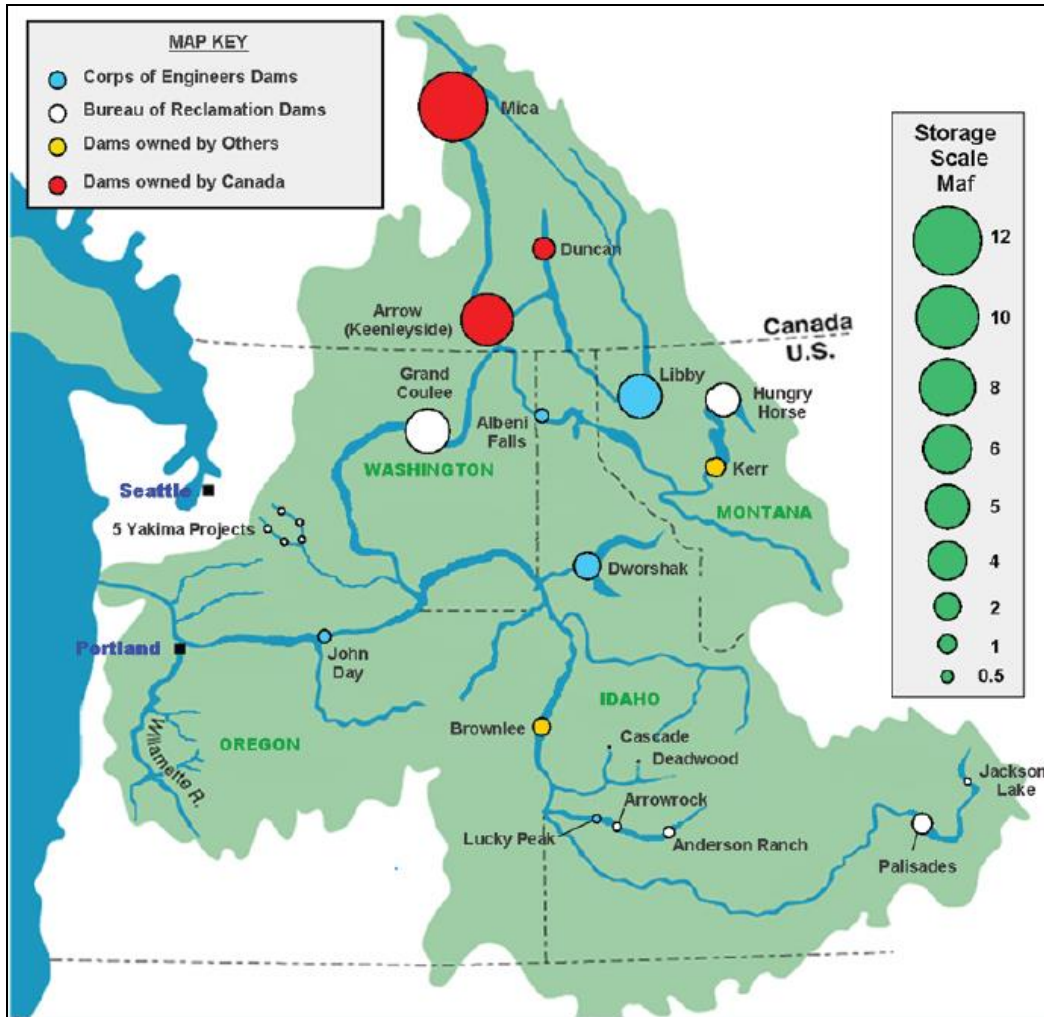 MAP KEY
Corps of Engineers Dams
Bureau of Reclamation Dams
Dams owned by Others
Dams owned by Canada
Storage
Scale
Maf
12
10
8
6
5
4
2
1
0.5
Mica
Duncan
Arrow
(Keenleyside)
Canada
U.S.
Grand
Coulee
Libby
Hungry
Horse
Albeni
Falls
WASHINGTON
Kerr
Seattle
MONTANA
5 Yakima Projects
Dworshak
Portland
John
Day
IDAHO
Brownlee
OREGON
Willamette R.
Cascade
Deadwood
Jackson
Lake
Arrowrock
Lucky Peak
Anderson Ranch
Palisades